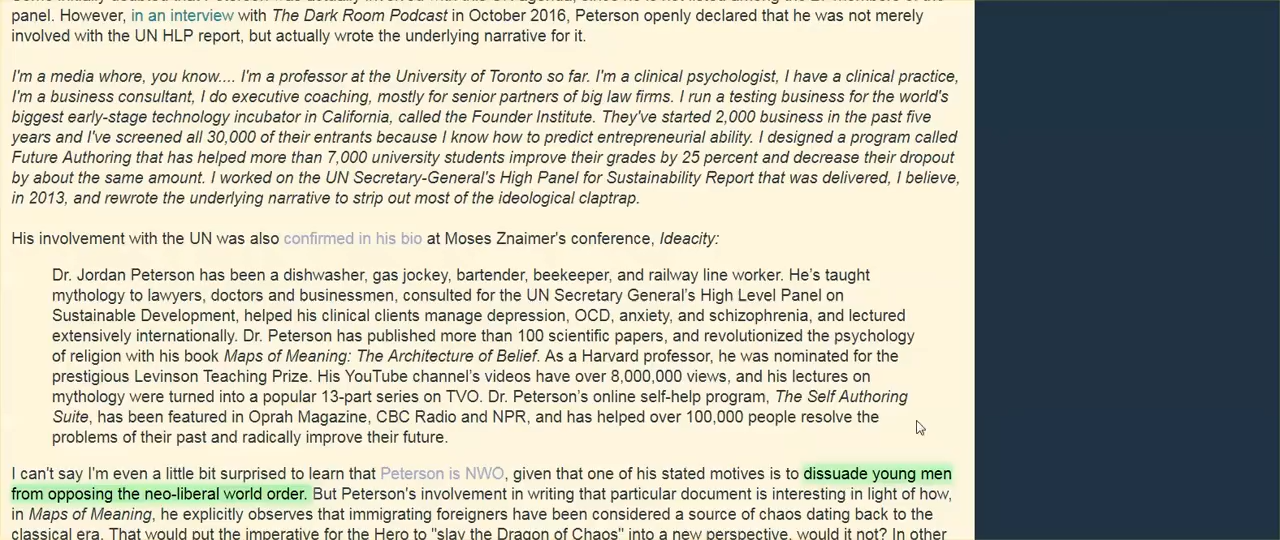 panel. However, in an interview with The Dark Room Podcast in October 2016, Peterson openly declared that he was not merely
involved with the UN HLP report, but actually wrote the underlying narrative for it.
I'm a media whore, you know.... I'm a professor at the University of Toronto so far. I'm a clinical psychologist, I have a clinical practice,
I'm a business consultant, I do executive coaching, mostly for senior partners of big law firms. I run a testing business for the world's
biggest early-stage technology incubator in California, called the Founder Institute. They've started 2,000 business in the past five
years and I've screened all 30,000 of their entrants because I know how to predict entrepreneurial ability. I designed a program called
Future Authoring that has helped more than 7,000 university students improve their grades by 25 percent and decrease their dropout
by about the same amount. I worked on the UN Secretary-General's High Panel for Sustainability Report that was delivered, I believe,
in 2013, and rewrote the underlying narrative to strip out most of the ideological claptrap.
His involvement with the UN was also confirmed in his bio at Moses Znaimer's conference, Ideacity:
Dr. Jordan Peterson has been a dishwasher, gas jockey, bartender, beekeeper, and railway line worker. He's taught
mythology to lawyers, doctors and businessmen, consulted for the UN Secretary General's High Level Panel on
Sustainable Development, helped his clinical clients manage depression, OCD, anxiety, and schizophrenia, and lectured
extensively internationally. Dr. Peterson has published more than 100 scientific papers, and revolutionized the psychology
of religion with his book Maps of Meaning: The Architecture of Belief. As a Harvard professor, he was nominated for the
prestigious Levinson Teaching Prize. His YouTube channel's videos have over 8,000,000 views, and his lectures on
mythology were turned into a popular 13-part series on TVO. Dr. Peterson's online self-help program, The Self Authoring
Suite, has been featured in Oprah Magazine, CBC Radio and NPR, and has helped over 100,000 people resolve the
problems of their past and radically improve their future.
I can't say I'm even a little bit surprised to learn that Peterson is NWO, given that one of his stated motives is to dissuade young men
from opposing the neo-liberal world order. But Peterson's involvement in writing that particular document is interesting in light of how,
in Maps of Meaning, he explicitly observes that immigrating foreigners have been considered a source of chaos dating back to the
classical era. That would put the imperative for the Hero to "slay the Dragon of Chaos" into a new perspective, would it not? In other